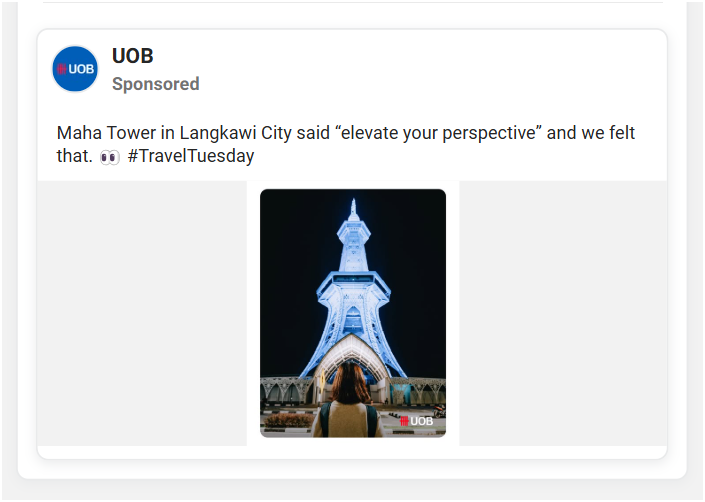 UOB
UOB
Sponsored
Maha Tower in Langkawi City said “elevate your perspective” and we felt
that. 👀 #TravelTuesday
UOB